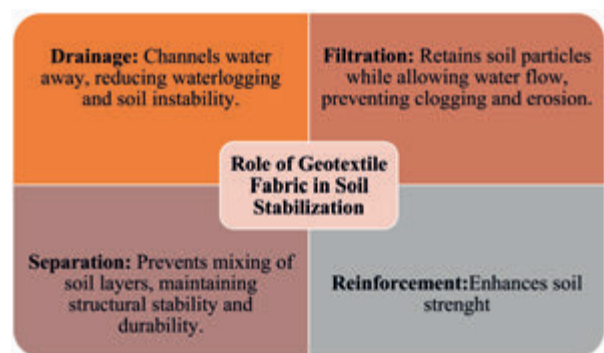 Drainage: Channels water
away, reducing waterlogging
and soil instability.
Filtration: Retains soil particles
while allowing water flow,
preventing clogging and erosion.
Role of Geotextile
Fabric in Soil
Stabilization
Separation: Prevents mixing of
soil layers, maintaining
structural stability and
durability.
Reinforcement:Enhances soil
strenght